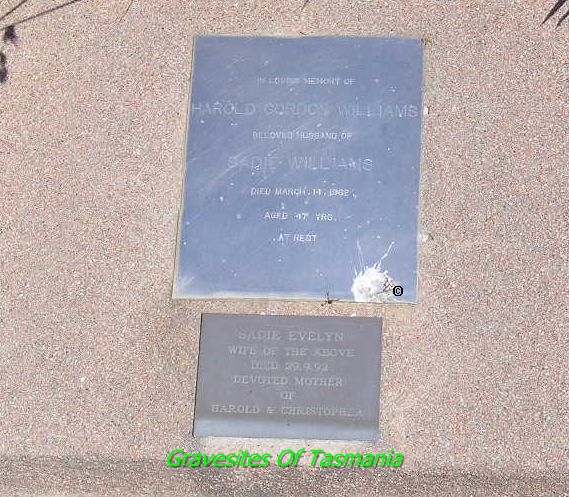 IN LOVING MEMORY OF
HAROLD GORDON WILLIAMS
BELOVED HUSBAND OF
SADIE WILLIAMS
DIED MARCH. 14. 1962
AGED 47 YRS.
AT REST
©
SADIE EVELYN
WIFE OF THE ABOVE
DIED 29.9.92
DEVOTED MOTHER
OF
HAROLD & CHRISTOPHER
Gravesites Of Tasmania